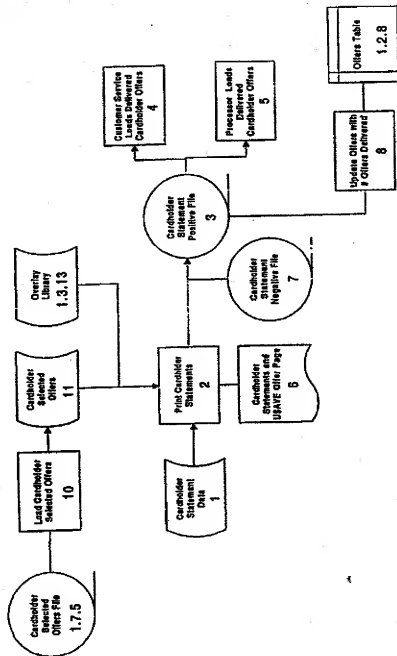 Cardholder
Selected
Offers File
1.7.5
Load Cardholder
Selected Offers
10
Cardholder
Selected
Offers
11
Overlay
Library
1.3.13
Cardholder
Statement
Data
1
Print Cardholder
Statements
2
Cardholder
Statements and
USAVE Offer Page
6
Cardholder
Statement
Negative File
7
Cardholder
Statement
Positive File
3
Customer Service
Loads Delivered
Cardholder Offers
4
Processor Loads
Delivered
Cardholder Offers
5
Update Offers with
# Offers Delivered
8
Offers Table
1.2.8